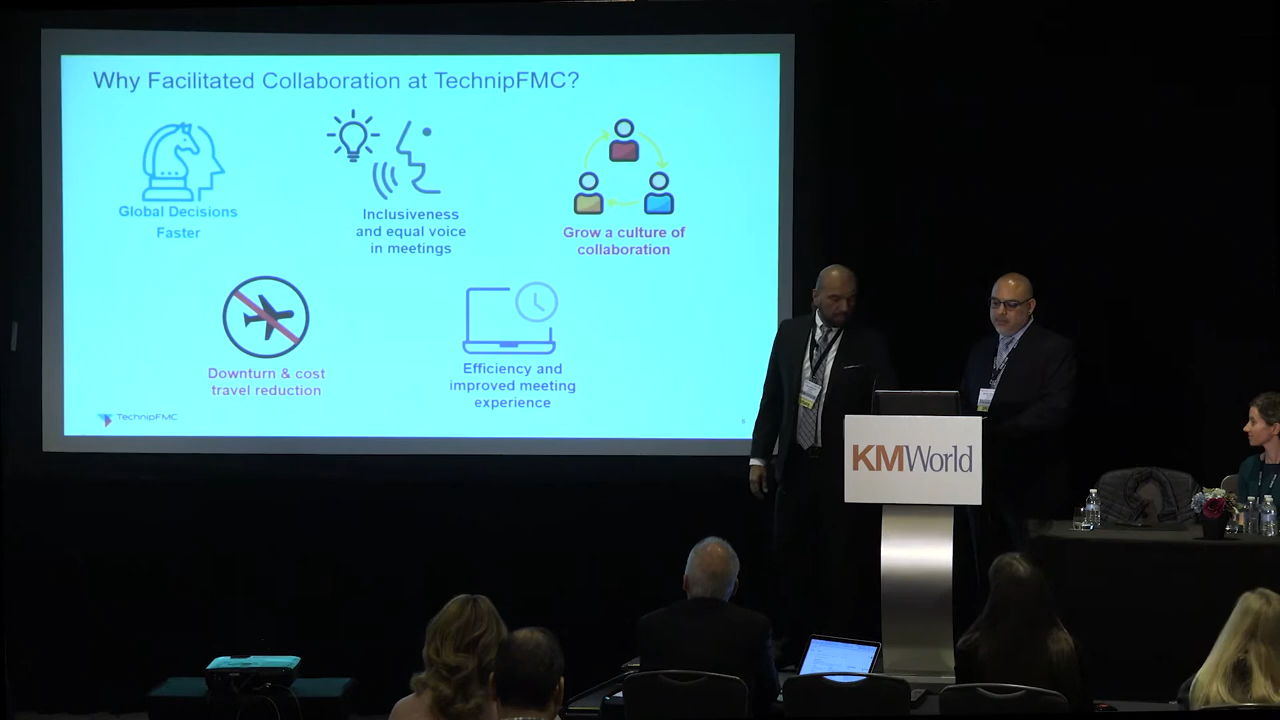 Why Facilitated Collaboration at TechnipFMC?
Global Decisions
Faster
Inclusiveness
and equal voice
in meetings
Grow a culture of
collaboration
Downturn & cost
travel reduction
Efficiency and
improved meeting
experience
TechnipFMC
KMWorld